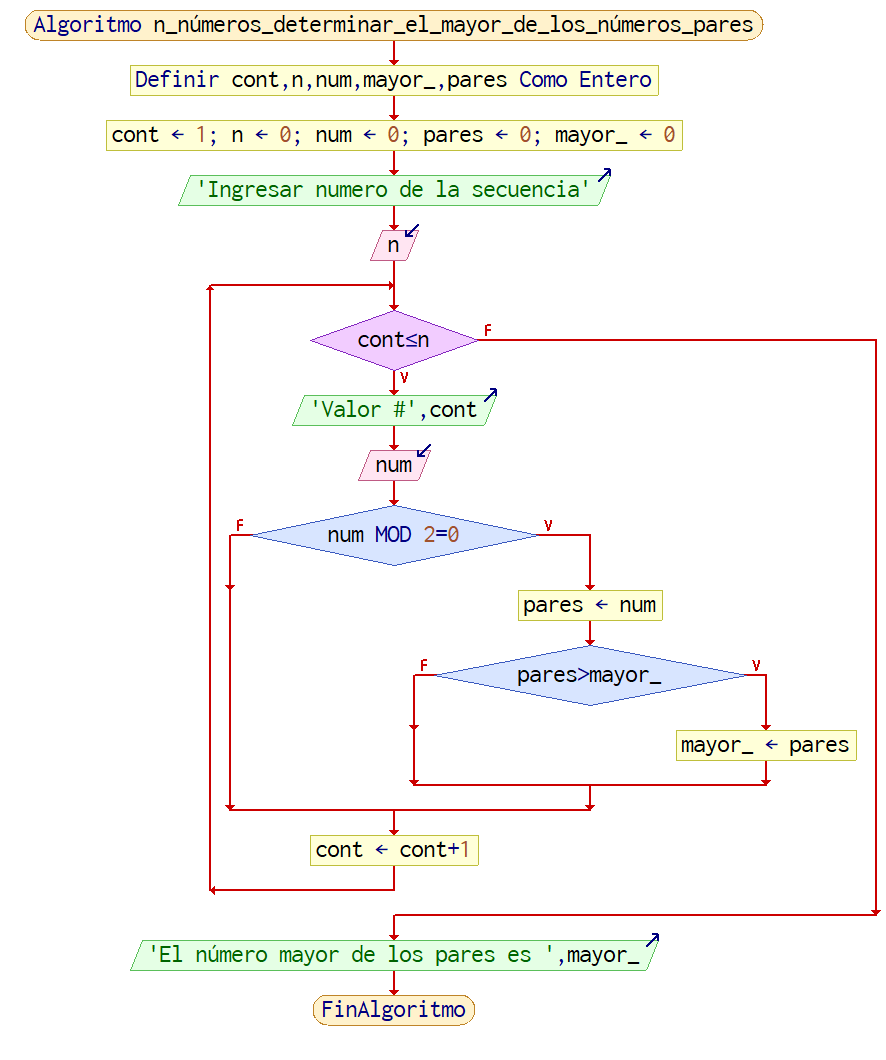 Algoritmo n_números_determinar_el_mayor_de_los_números_pares
Definir cont,n,num,mayor_,pares Como Entero
cont ← 1; n ← 0; num ← 0; pares ← 0; mayor_ ← 0
'Ingresar numero de la secuencia'
n
cont≤n
F
V
'Valor #',cont
num
F
num MOD 2=0
V
pares ← num
F
pares>mayor_
V
mayor_ ← pares
cont ← cont+1
'El número mayor de los pares es ',mayor_
FinAlgoritmo